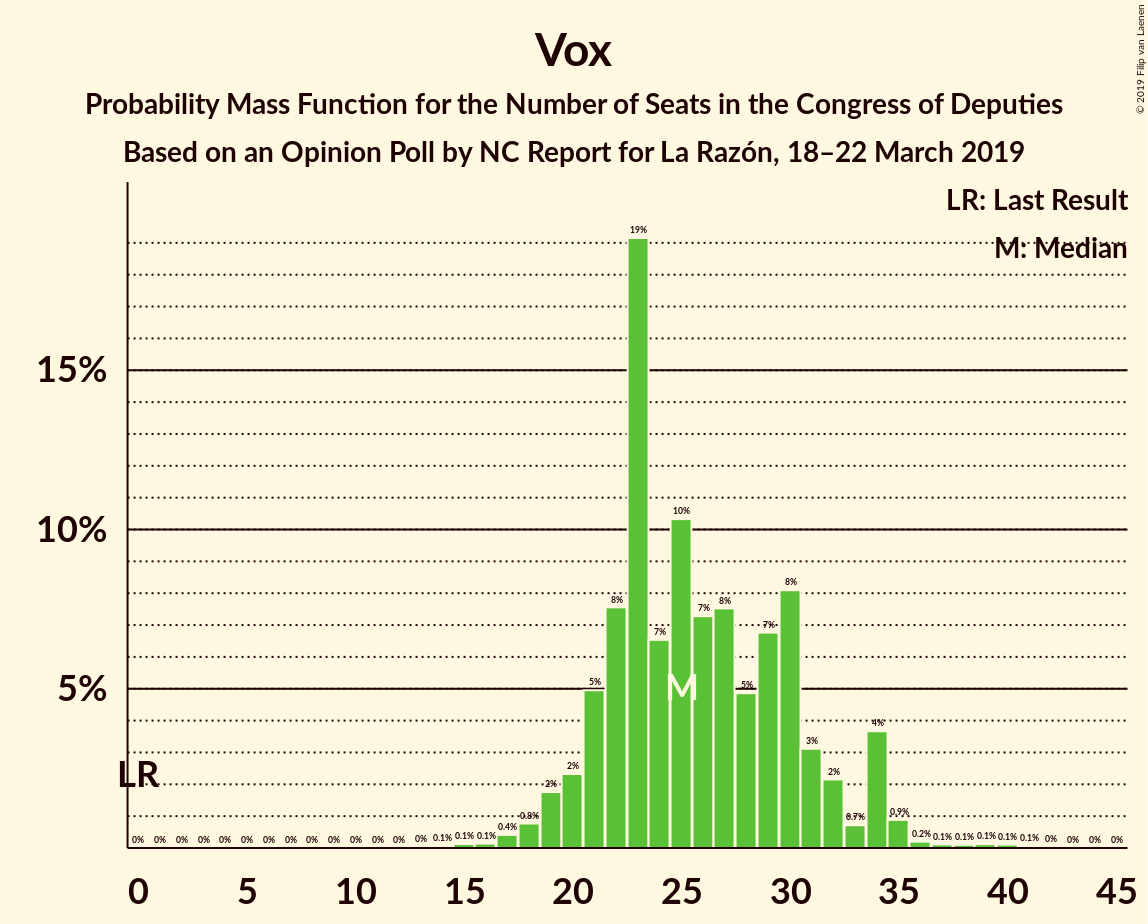 Vox
Probability Mass Function for the Number of Seats in the Congress of Deputies
Based on an Opinion Poll by NC Report for La Razón, 18–22 March 2019
© 2019 Filip van Laenen
LR: Last Result
M: Median
15%
10%
5%
LR
M
0% 0% 0% 0% 0% 0% 0% 0% 0% 0% 0% 0% 0% 0% 0.1% 0.1% 0.1% 0.4% 0.8% 2% 2% 5% 8% 19% 7% 10% 7% 8% 5% 7% 8% 3% 2% 0.7% 4% 0.9% 0.2% 0.1% 0.1% 0.1% 0.1% 0.1% 0% 0% 0% 0%
0 5 10 15 20 25 30 35 40 45